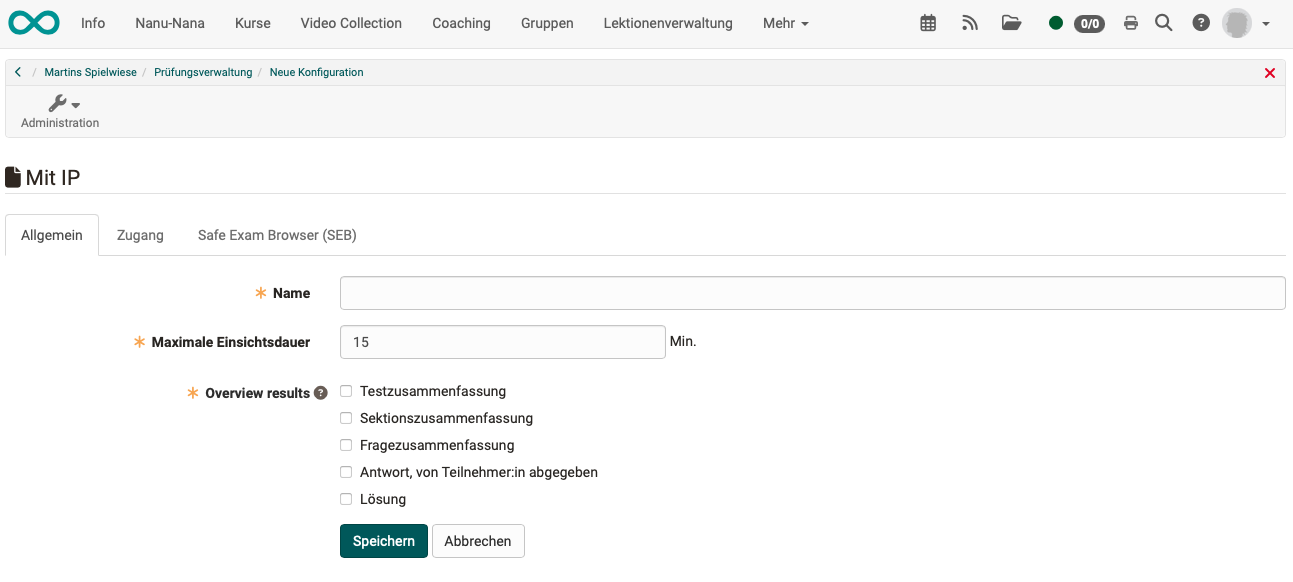 Info Nanu-Nana Kurse Video Collection Coaching Gruppen Lektionenverwaltung Mehr 0/0 ?
/ Martins Spielwiese / Prüfungsverwaltung / Neue Konfiguration
Administration
Mit IP
Allgemein Zugang Safe Exam Browser (SEB)
* Name
* Maximale Einsichtsdauer 15 Min.
* Overview results ? Testzusammenfassung
Sektionszusammenfassung
Fragezusammenfassung
Antwort, von Teilnehmer:in abgegeben
Lösung
Speichern Abbrechen